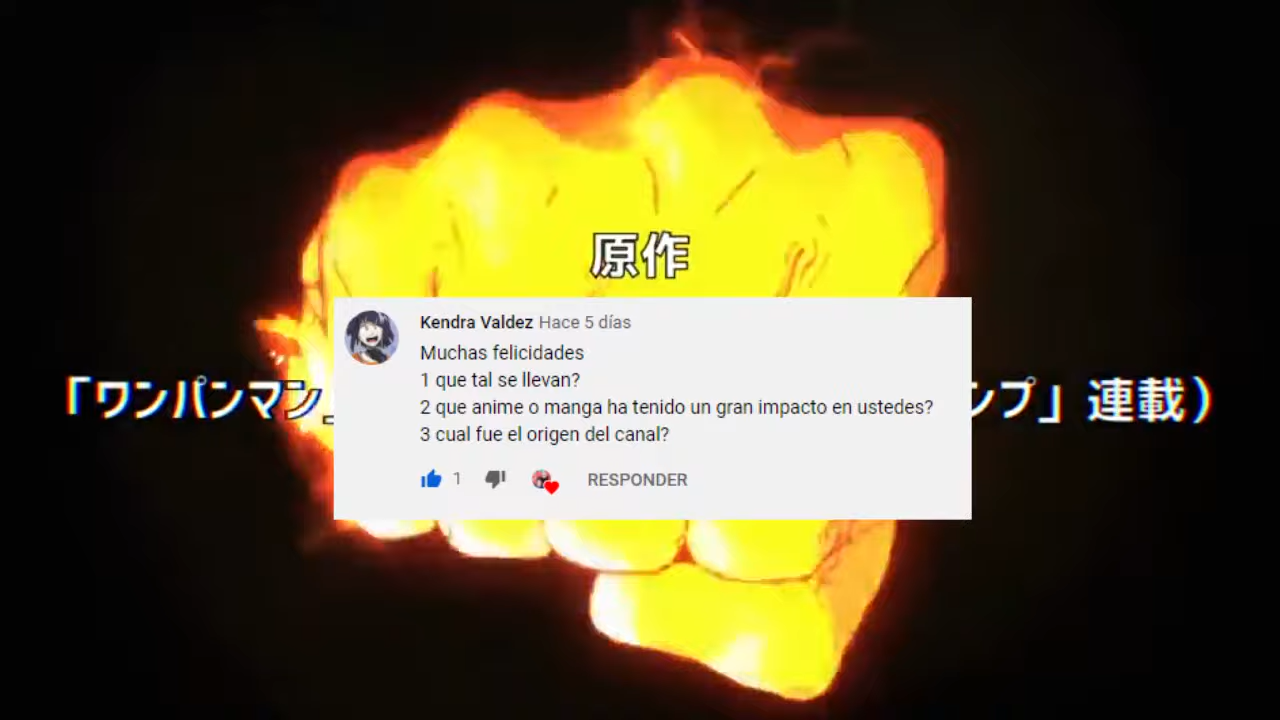 原作
「ワンパンマン」
ンプ」連載）
Kendra Valdez Hace 5 días
Muchas felicidades
1 que tal se llevan?
2 que anime o manga ha tenido un gran impacto en ustedes?
3 cual fue el origen del canal?
1
RESPONDER